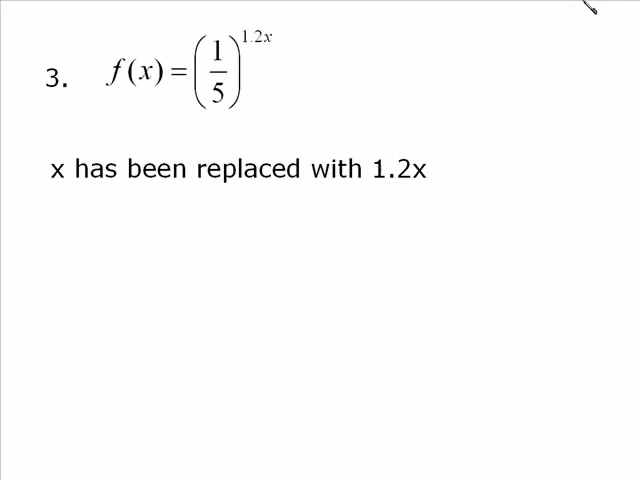 3. f(x) = (1/5)^1.2x
x has been replaced with 1.2x